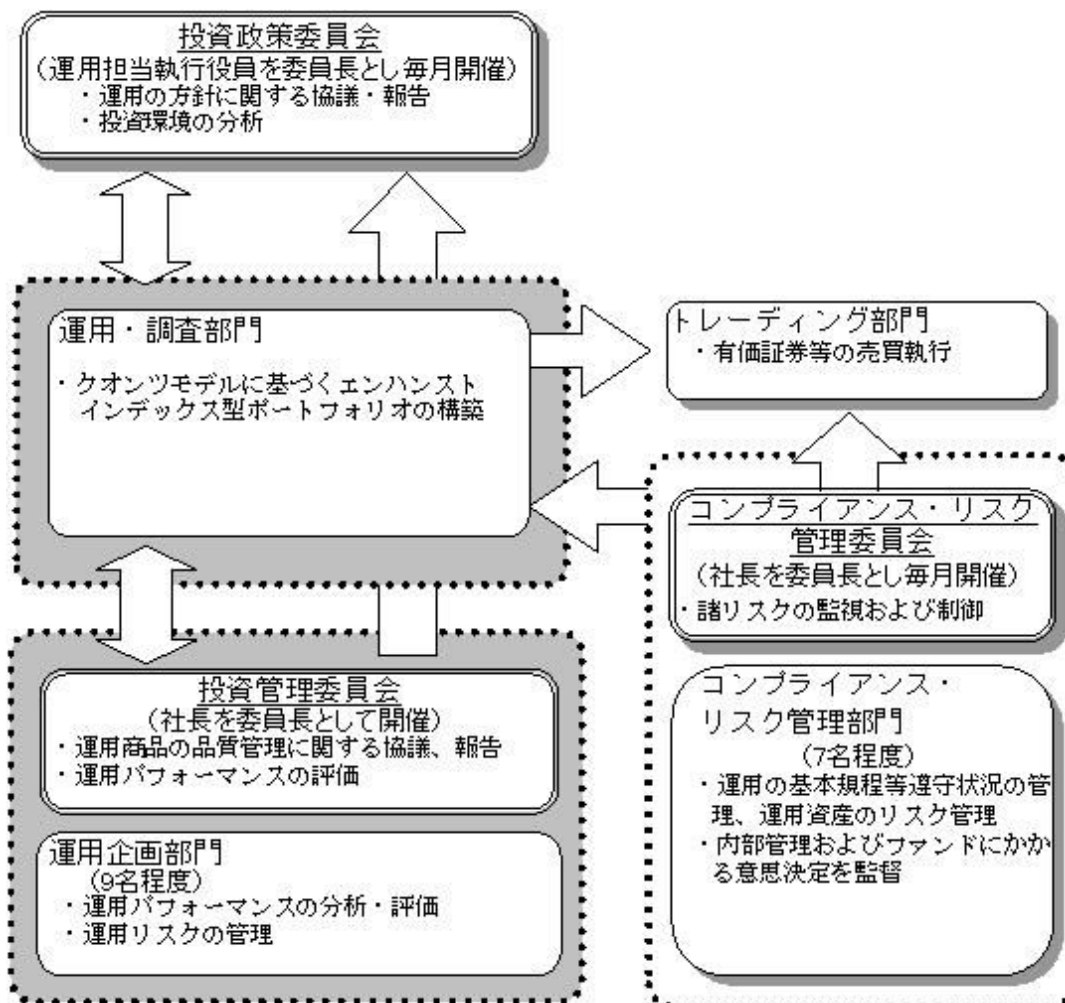 投資政策委員会
(運用担当執行役員を委員長とし毎月開催)
・運用の方針に関する協議・報告
・投資環境の分析
運用・調査部門
・クオンツモデルに基づくエンハンスト
インデックス型ポートフォリオの構築
トレーディング部門
・有価証券等の売買執行
コンプライアンス・リスク
管理委員会
(社長を委員長とし毎月開催)
・諸リスクの監視および制御
投資管理委員会
(社長を委員長として開催)
・運用商品の品質管理に関する協議、報告
・運用パフォーマンスの評価
運用企画部門
(9名程度)
・運用パフォーマンスの分析・評価
・運用リスクの管理
コンプライアンス・
リスク管理部門
(7名程度)
・運用の基本規程等遵守状況の管
理、運用資産のリスク管理
・内部管理およびファンドにかか
る意思決定を監督